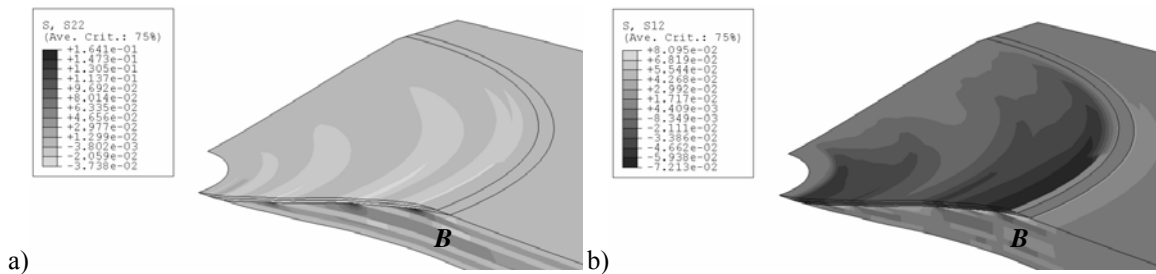 S, S22
(Ave. Crit.: 75%)
+1.641e-01
+1.473e-01
+1.305e-01
+1.137e-01
+9.692e-02
+8.014e-02
+6.335e-02
+4.656e-02
+2.977e-02
+1.299e-02
-3.802e-03
-2.059e-02
-3.738e-02
B
a)
S, S12
(Ave. Crit.: 75%)
+8.095e-02
+6.819e-02
+5.544e-02
+4.268e-02
+2.992e-02
+1.717e-02
+4.409e-03
-8.349e-03
-2.111e-02
-3.386e-02
-4.662e-02
-5.938e-02
-7.213e-02
B
b)